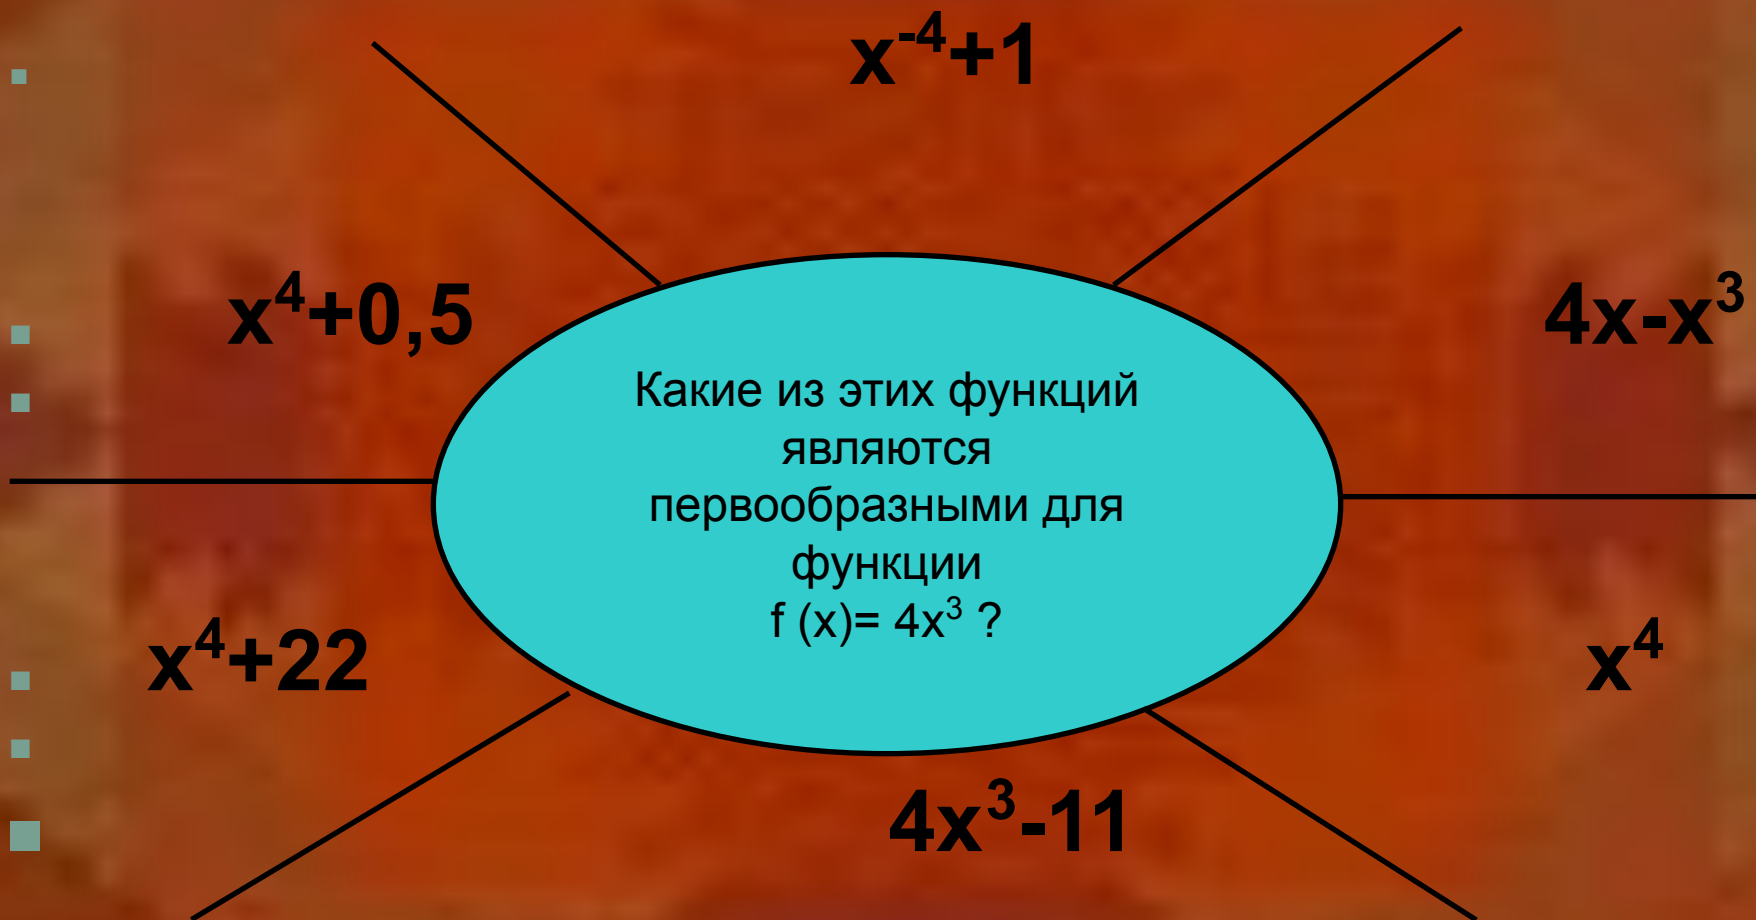 x⁻⁴+1
x⁴+0,5
4x-x³
Какие из этих функций
являются
первообразными для
функции
f (x)= 4x³ ?
x⁴+22
x⁴
4x³-11